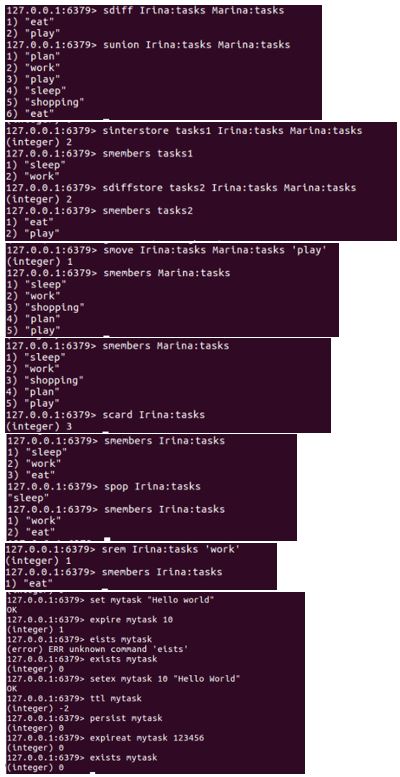 127.0.0.1:6379> sdiff Irina:tasks Marina:tasks
1) "eat"
2) "play"
127.0.0.1:6379> sunion Irina:tasks Marina:tasks
1) "plan"
2) "work"
3) "play"
4) "sleep"
5) "shopping"
6) "eat"
127.0.0.1:6379> sinterstore tasks1 Irina:tasks Marina:tasks
(integer) 2
127.0.0.1:6379> smembers tasks1
1) "sleep"
2) "work"
127.0.0.1:6379> sdiffstore tasks2 Irina:tasks Marina:tasks
(integer) 2
127.0.0.1:6379> smembers tasks2
1) "eat"
2) "play"
127.0.0.1:6379> smove Irina:tasks Marina:tasks 'play'
(integer) 1
127.0.0.1:6379> smembers Marina:tasks
1) "sleep"
2) "work"
3) "shopping"
4) "plan"
5) "play"
127.0.0.1:6379> smembers Marina:tasks
1) "sleep"
2) "work"
3) "shopping"
4) "plan"
5) "play"
127.0.0.1:6379> scard Irina:tasks
(integer) 3
127.0.0.1:6379> smembers Irina:tasks
1) "sleep"
2) "work"
3) "eat"
127.0.0.1:6379> spop Irina:tasks
"sleep"
127.0.0.1:6379> smembers Irina:tasks
1) "work"
2) "eat"
127.0.0.1:6379> srem Irina:tasks 'work'
(integer) 1
127.0.0.1:6379> smembers Irina:tasks
1) "eat"
127.0.0.1:6379> set mytask "Hello world"
OK
127.0.0.1:6379> expire mytask 10
(integer) 1
127.0.0.1:6379> eists mytask
(error) ERR unknown command 'eists'
127.0.0.1:6379> exists mytask
(integer) 0
127.0.0.1:6379> setex mytask 10 "Hello World"
OK
127.0.0.1:6379> ttl mytask
(integer) -2
127.0.0.1:6379> persist mytask
(integer) 0
127.0.0.1:6379> expireat mytask 123456
(integer) 0
127.0.0.1:6379> exists mytask
(integer) 0